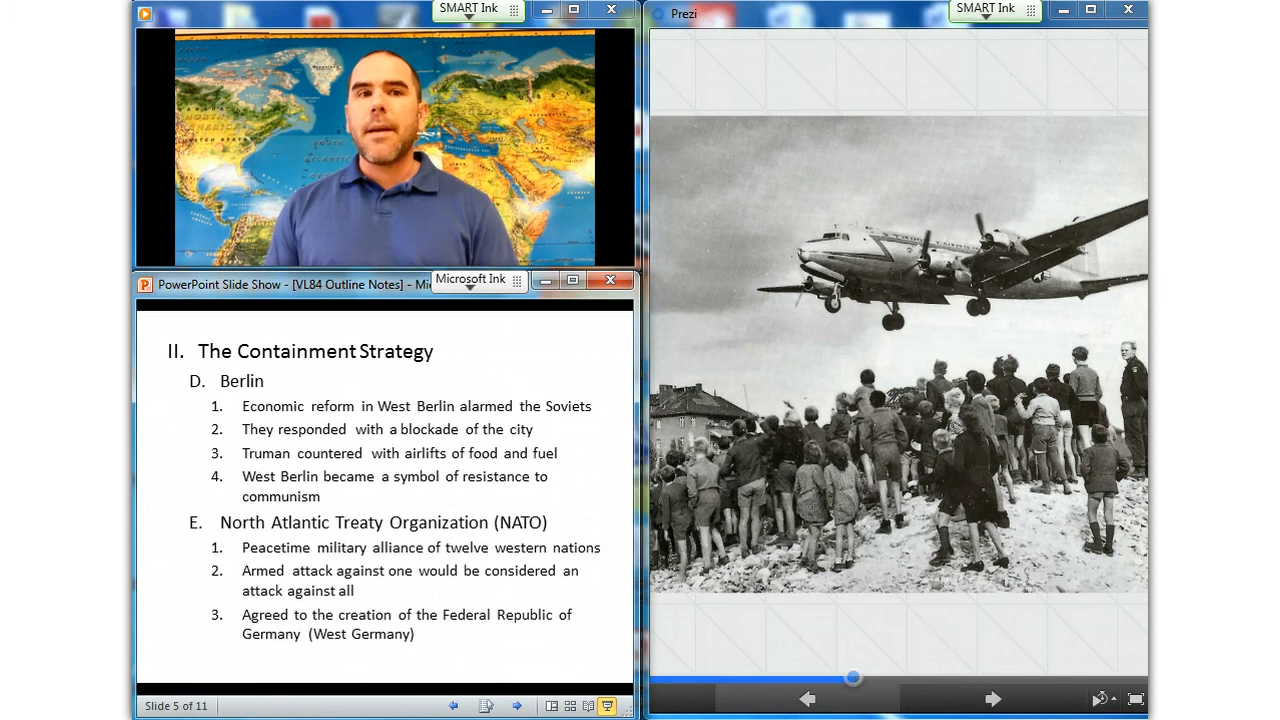 SMART Ink
SMART Ink
Prezi
PowerPoint Slide Show - [VL84 Outline Notes] - Mi
Microsoft Ink
II. The Containment Strategy
D. Berlin
1. Economic reform in West Berlin alarmed the Soviets
2. They responded with a blockade of the city
3. Truman countered with airlifts of food and fuel
4. West Berlin became a symbol of resistance to
communism
E. North Atlantic Treaty Organization (NATO)
1. Peacetime military alliance of twelve western nations
2. Armed attack against one would be considered an
attack against all
3. Agreed to the creation of the Federal Republic of
Germany (West Germany)
Slide 5 of 11